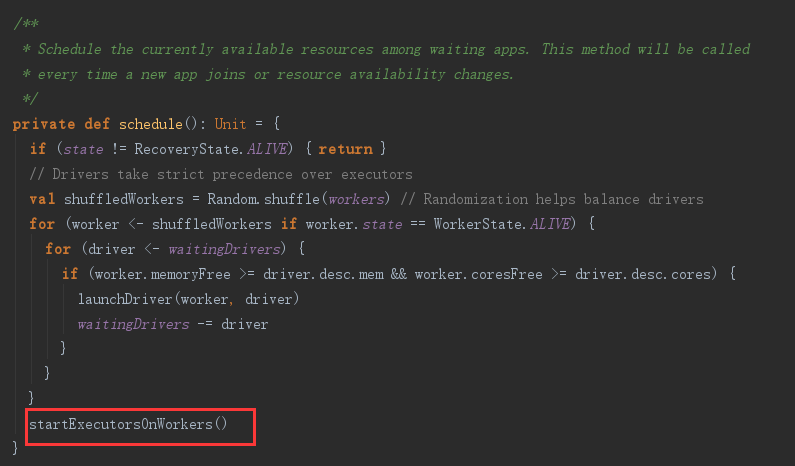 /**
 * Schedule the currently available resources among waiting apps. This method will be called
 * every time a new app joins or resource availability changes.
 */
private def schedule(): Unit = {
  if (state != RecoveryState.ALIVE) { return }
  // Drivers take strict precedence over executors
  val shuffledWorkers = Random.shuffle(workers) // Randomization helps balance drivers
  for (worker <- shuffledWorkers if worker.state == WorkerState.ALIVE) {
    for (driver <- waitingDrivers) {
      if (worker.memoryFree >= driver.desc.mem && worker.coresFree >= driver.desc.cores) {
        launchDriver(worker, driver)
        waitingDrivers -= driver
      }
    }
  }
  startExecutorsOnWorkers()
}